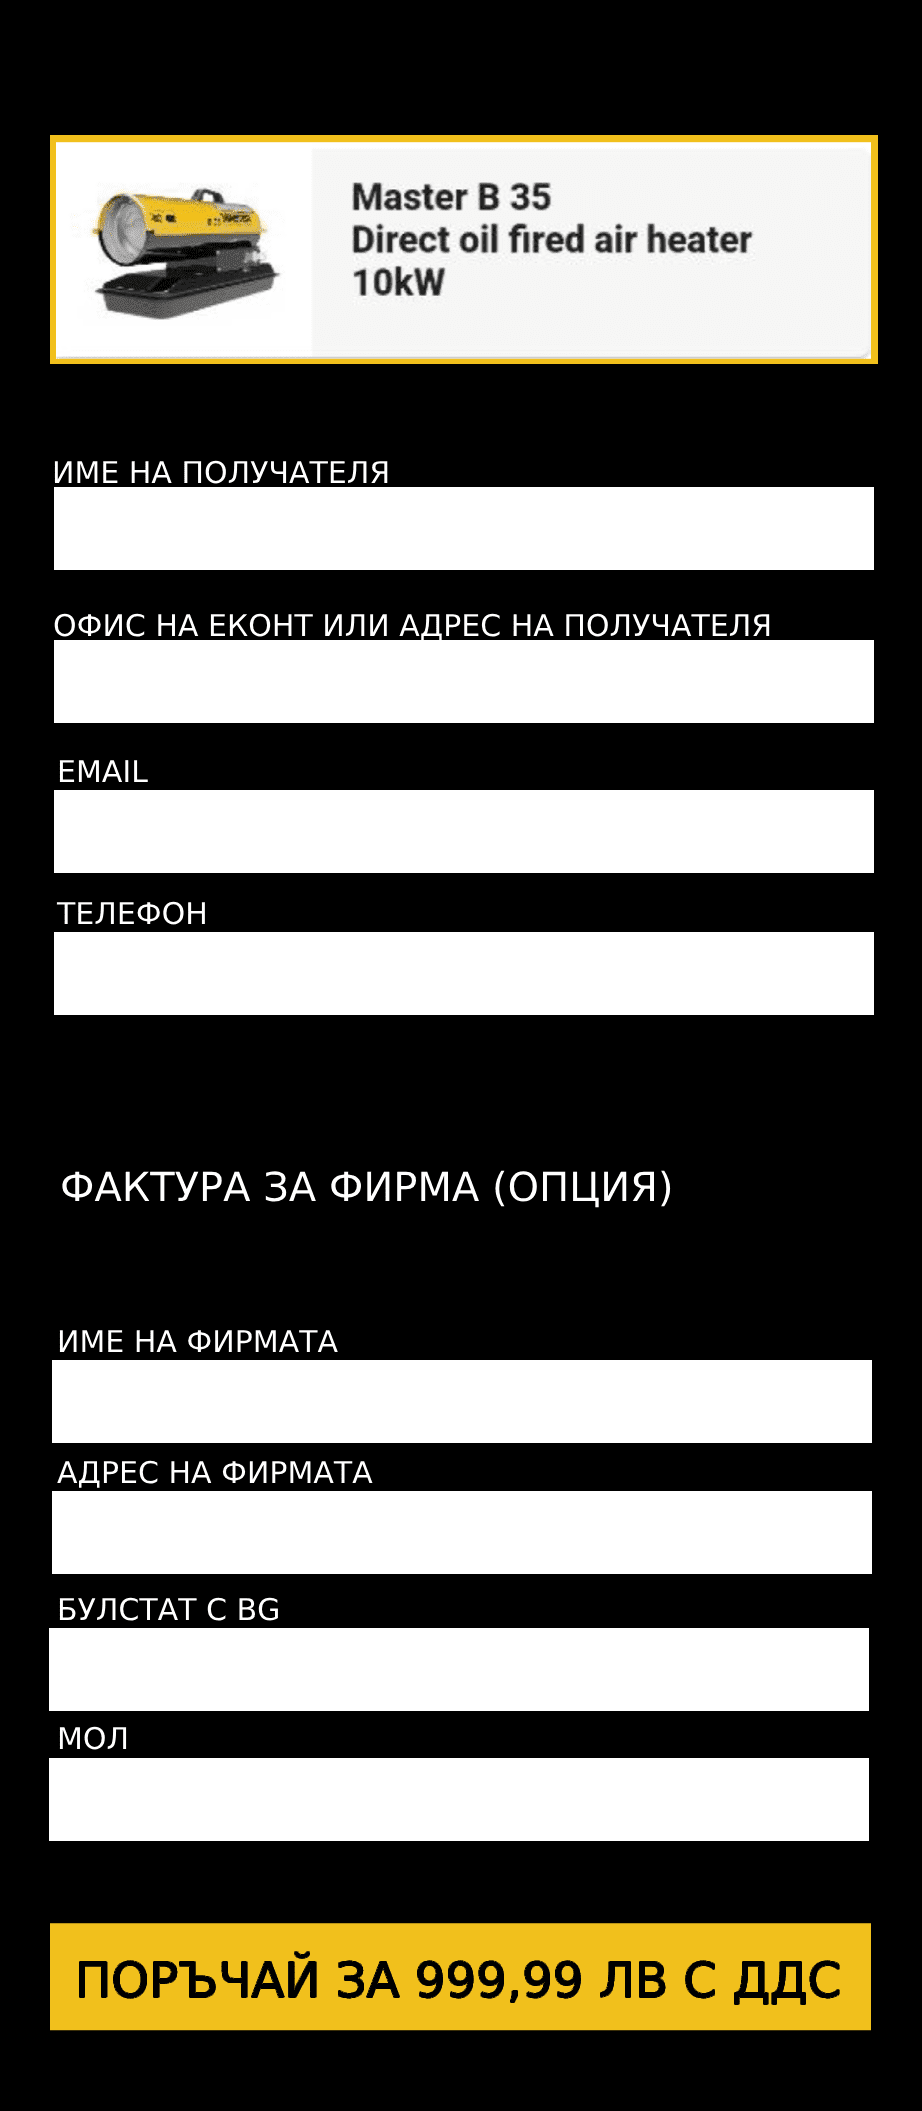 Master B 35
Direct oil fired air heater
10kW
ИМЕ НА ПОЛУЧАТЕЛЯ
ОФИС НА ЕКОНТ ИЛИ АДРЕС НА ПОЛУЧАТЕЛЯ
EMAIL
ТЕЛЕФОН
ФАКТУРА ЗА ФИРМА (ОПЦИЯ)
ИМЕ НА ФИРМАТА
АДРЕС НА ФИРМАТА
БУЛСТАТ С BG
МОЛ
ПОРЪЧАЙ ЗА 999,99 ЛВ С ДДС